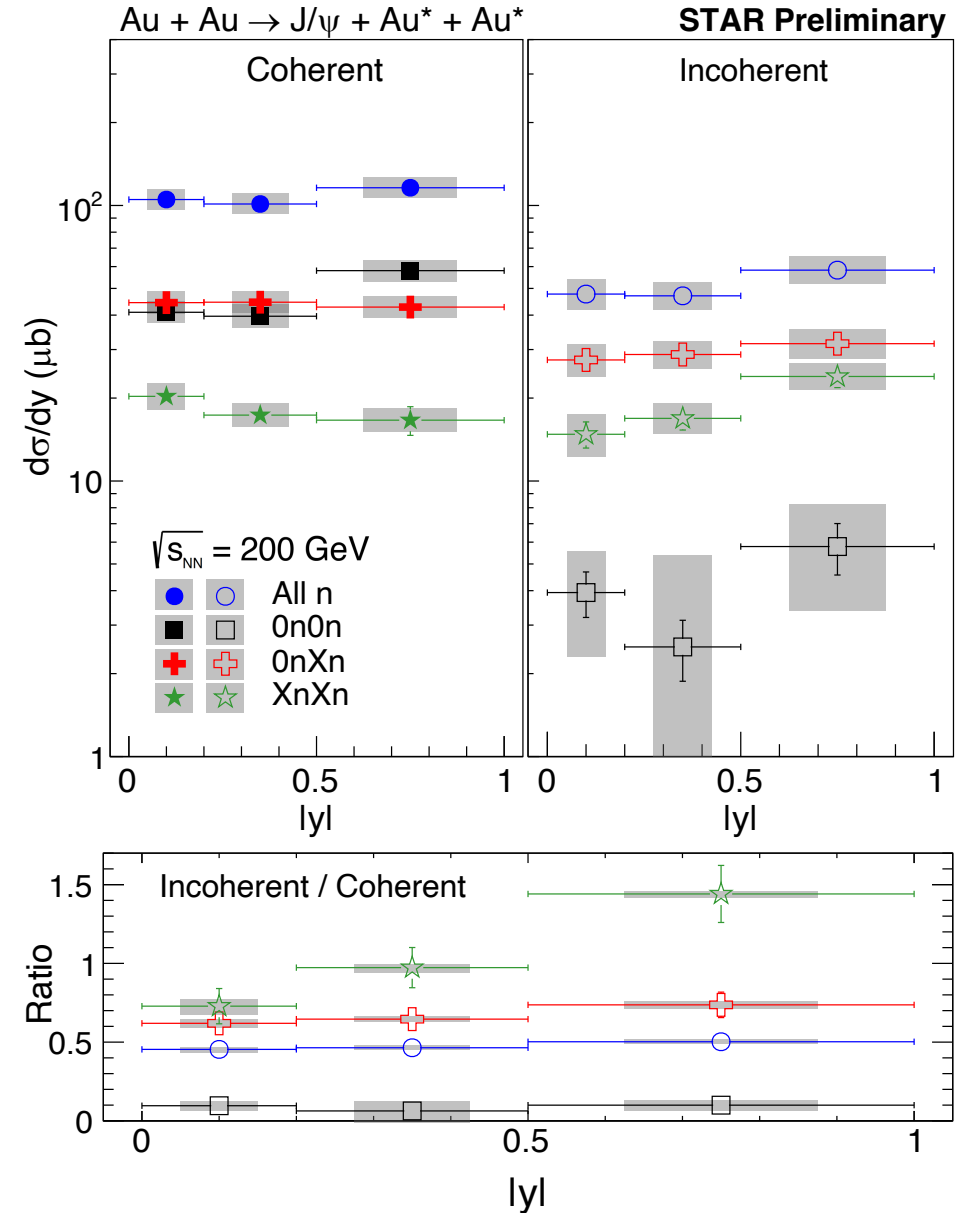 Au + Au → J/ψ + Au* + Au*
STAR Preliminary
Coherent
Incoherent
10²
10
1
dσ/dy (μb)
√s_NN = 200 GeV
All n
0n0n
0nXn
XnXn
0 0.5 1
|y|
0 0.5 1
|y|
Incoherent / Coherent
1.5
1
0.5
0
Ratio
0 0.5 1
|y|